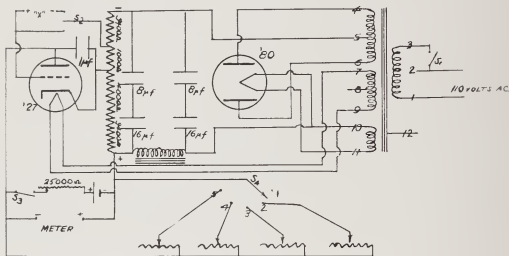 "X"
S2
1µf
'27
8µf
8µf
16µf
16µf
'80
4
5
6
7
8
9
10
11
3
2
1
12
S1
110 VOLTS AC
25000Ω
S3
METER
S4
1
2
3
4
5